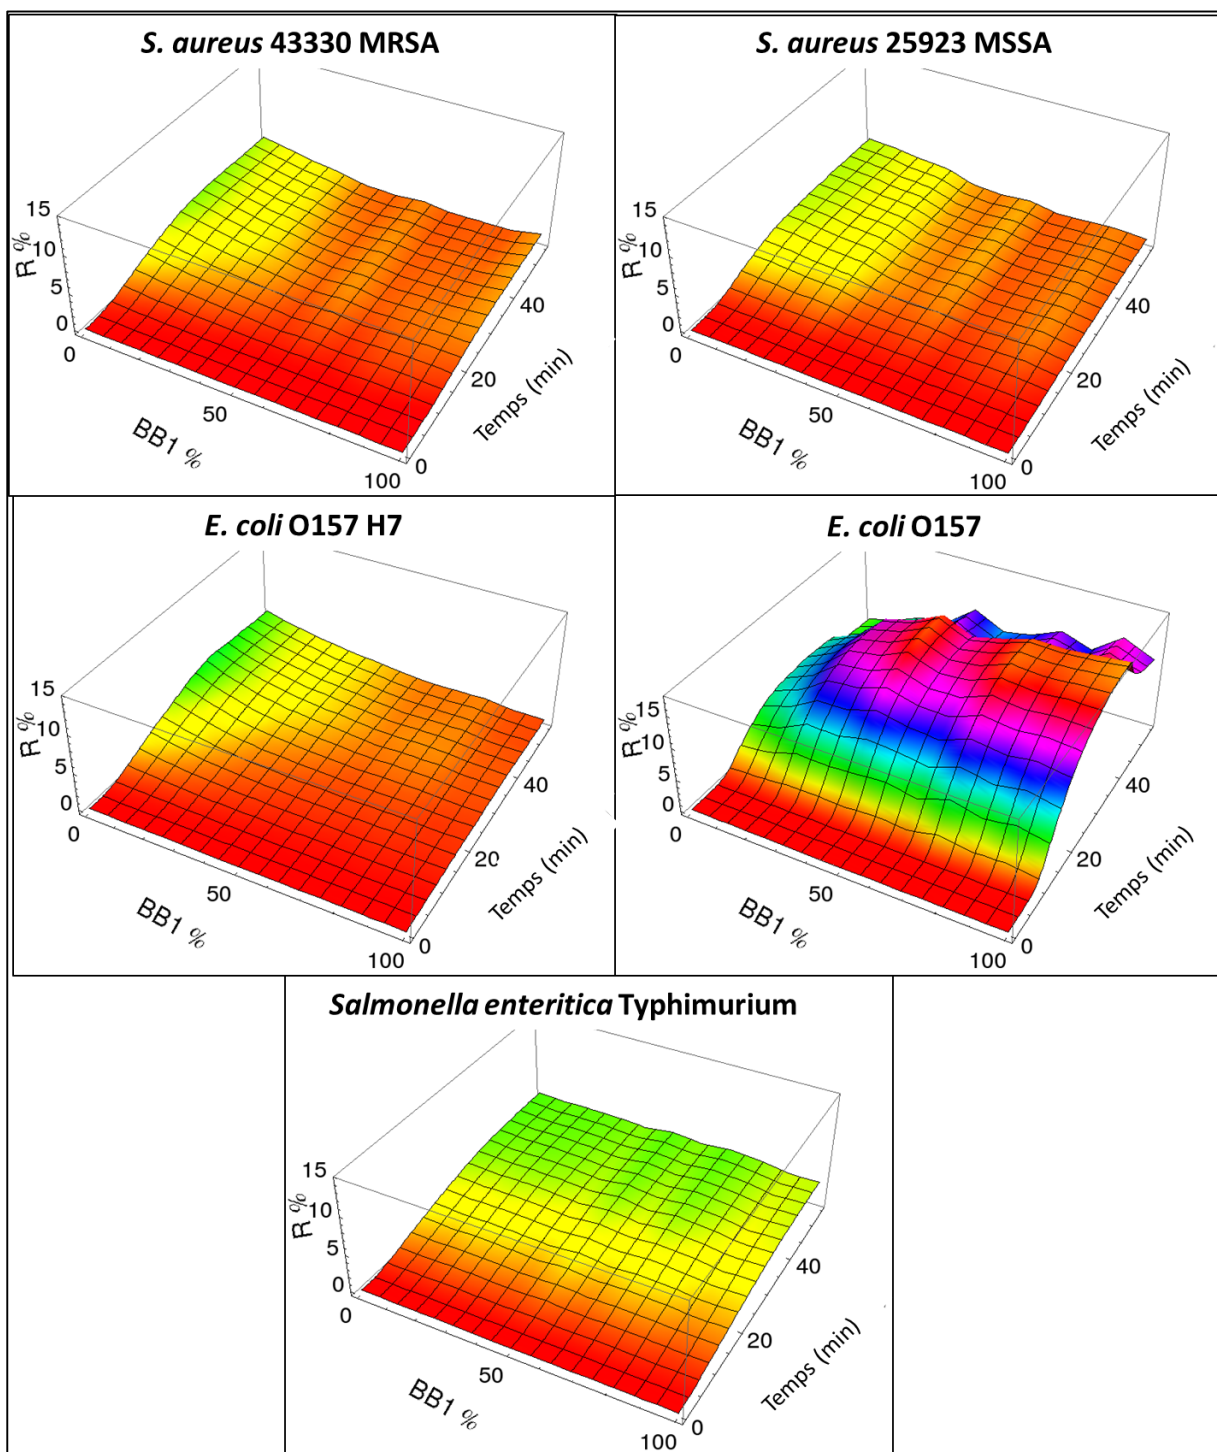 S. aureus 43330 MRSA
15
R %
10
5
0
0
50
100
BB1 %
0
20
40
Temps (min)
S. aureus 25923 MSSA
15
R %
10
5
0
0
50
100
BB1 %
0
20
40
Temps (min)
E. coli O157 H7
15
R %
10
5
0
0
50
100
BB1 %
0
20
40
Temps (min)
E. coli O157
15
R %
10
5
0
0
50
100
BB1 %
0
20
40
Temps (min)
Salmonella enteritica Typhimurium
15
R %
10
5
0
0
50
100
BB1 %
0
20
40
Temps (min)